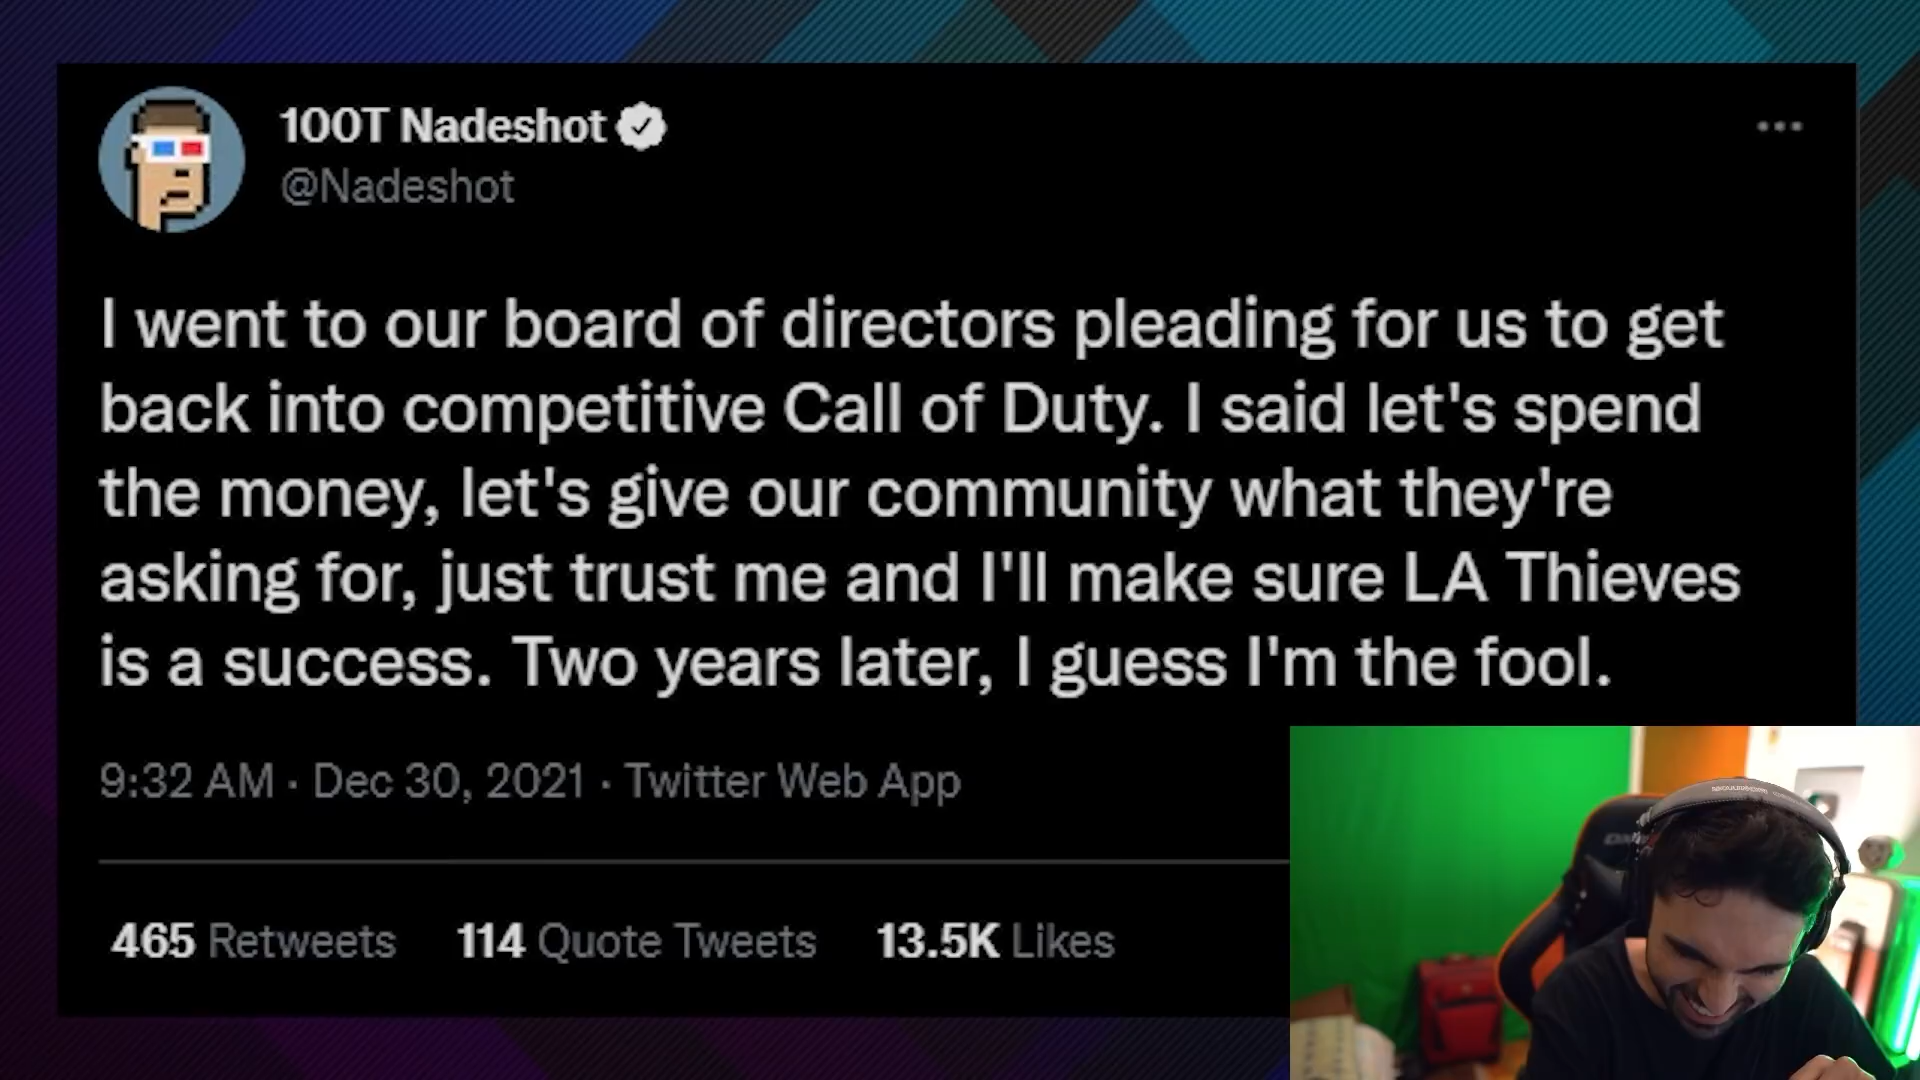 100T Nadeshot
@Nadeshot
I went to our board of directors pleading for us to get
back into competitive Call of Duty. I said let's spend
the money, let's give our community what they're
asking for, just trust me and I'll make sure LA Thieves
is a success. Two years later, I guess I'm the fool.
9:32 AM · Dec 30, 2021 · Twitter Web App
465 Retweets 114 Quote Tweets 13.5K Likes